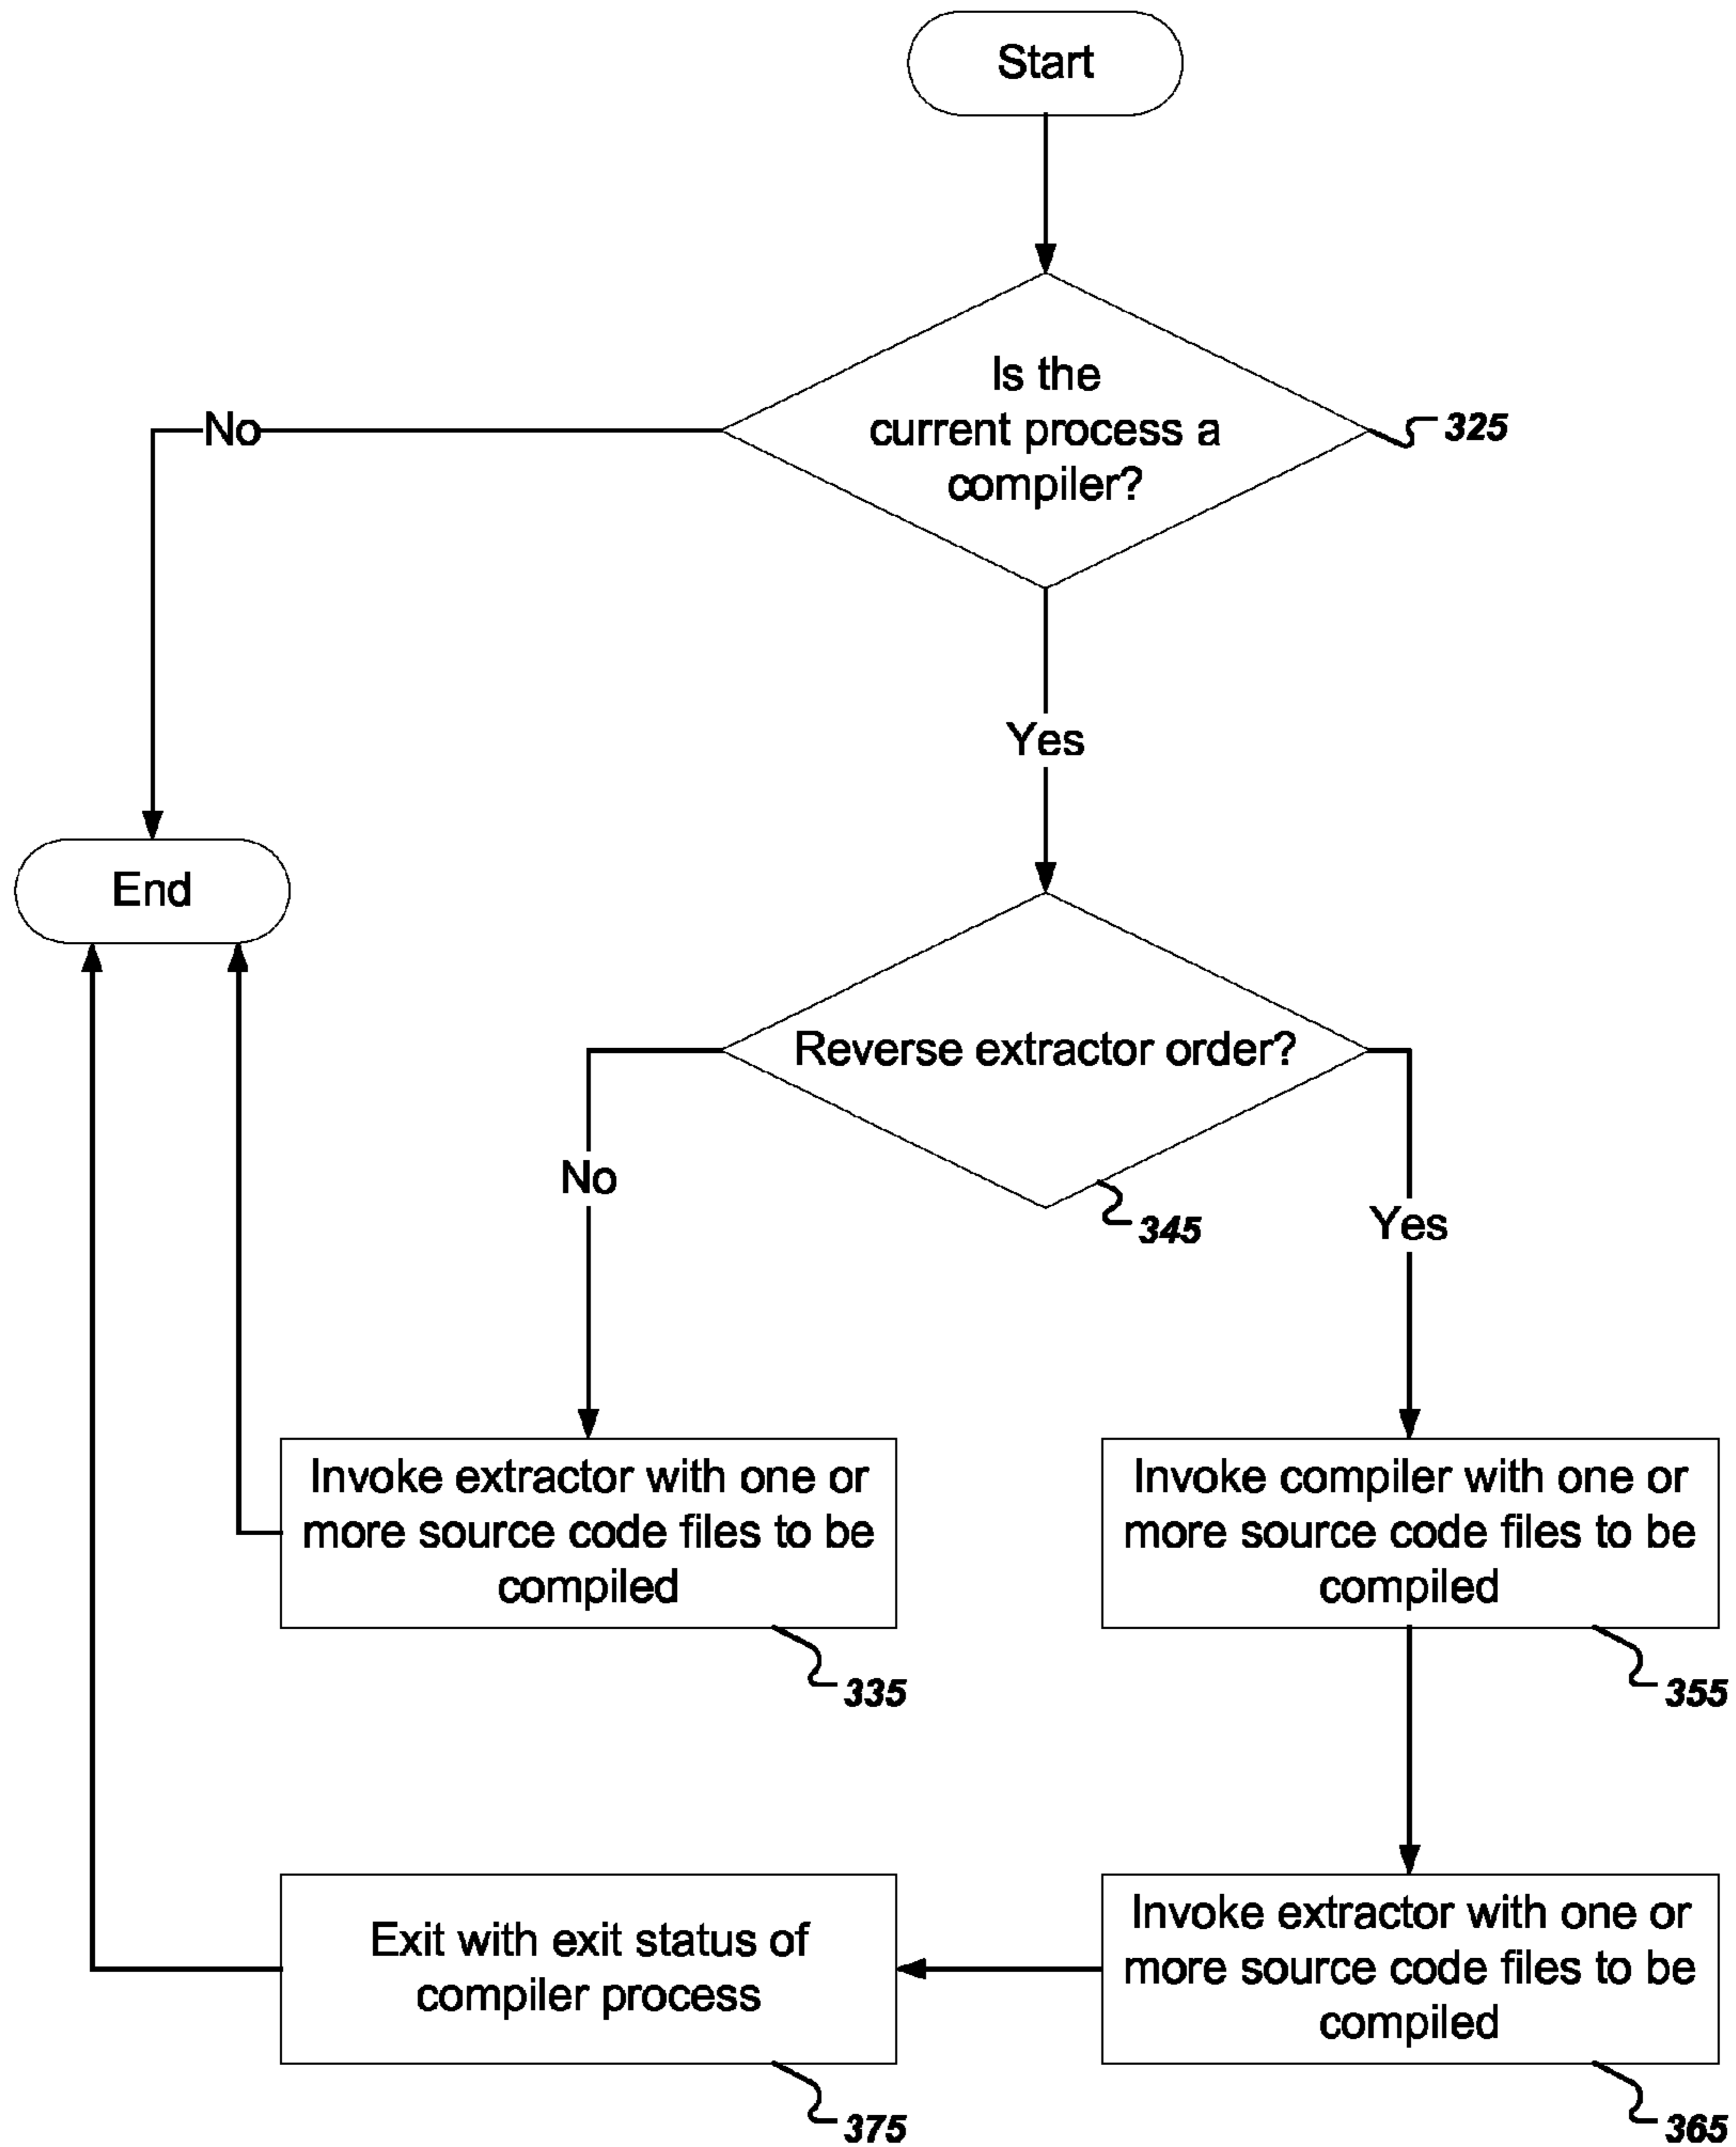 Start
Is the
current process a
compiler?
325
No
Yes
End
Reverse extractor order?
345
No
Yes
Invoke extractor with one or
more source code files to be
compiled
335
Invoke compiler with one or
more source code files to be
compiled
355
Exit with exit status of
compiler process
375
Invoke extractor with one or
more source code files to be
compiled
365